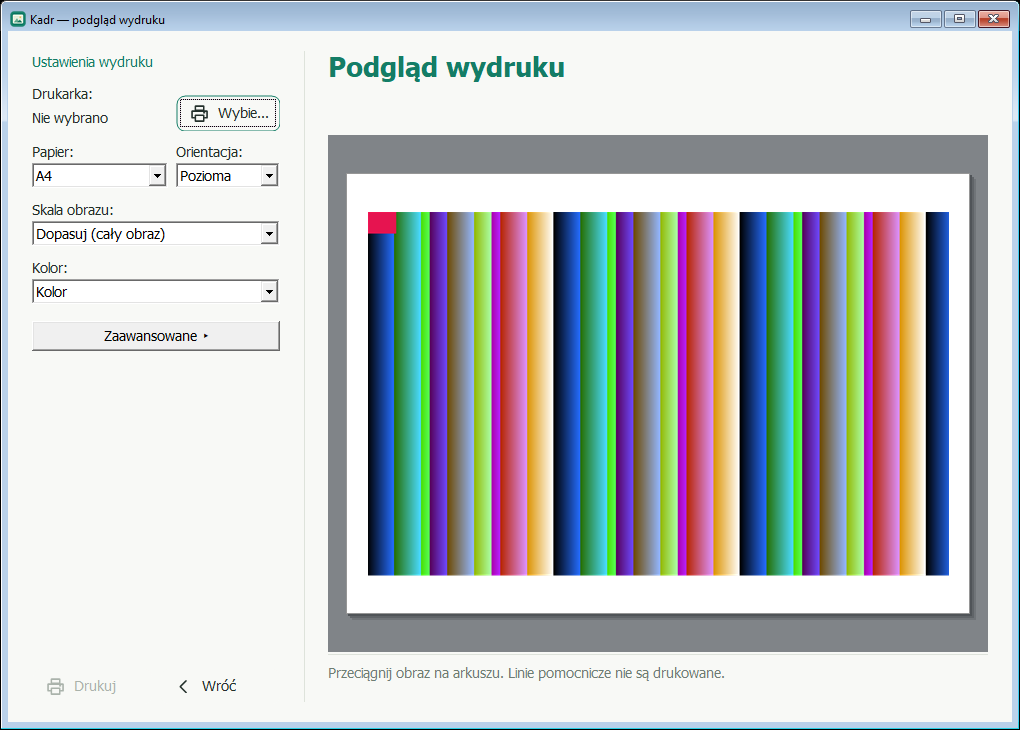 Kadr — podgląd wydruku
Ustawienia wydruku
Drukarka:
Nie wybrano
Wybie...
Papier:
Orientacja:
A4
Pozioma
Skala obrazu:
Dopasuj (cały obraz)
Kolor:
Kolor
Zaawansowane
Drukuj
Wróć
Podgląd wydruku
Przeciągnij obraz na arkuszu. Linie pomocnicze nie są drukowane.